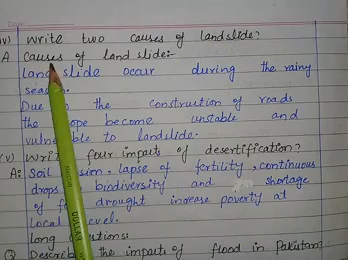 iv) Write two causes of landslide?
A Causes of land slide:-
Land slide occur during the rainy
season.
Due the construction of roads
the ope become unstable and
vulnerable to landslide.
(v) Write four impacts of desertification?
A: Soil sion, lapse of fertility, continuous
drops biodiversity and shortage
of drought increase poverty at
Local evel.
Long tions:
Q Describ the impacts of flood in Pakistan?
DOLLAR